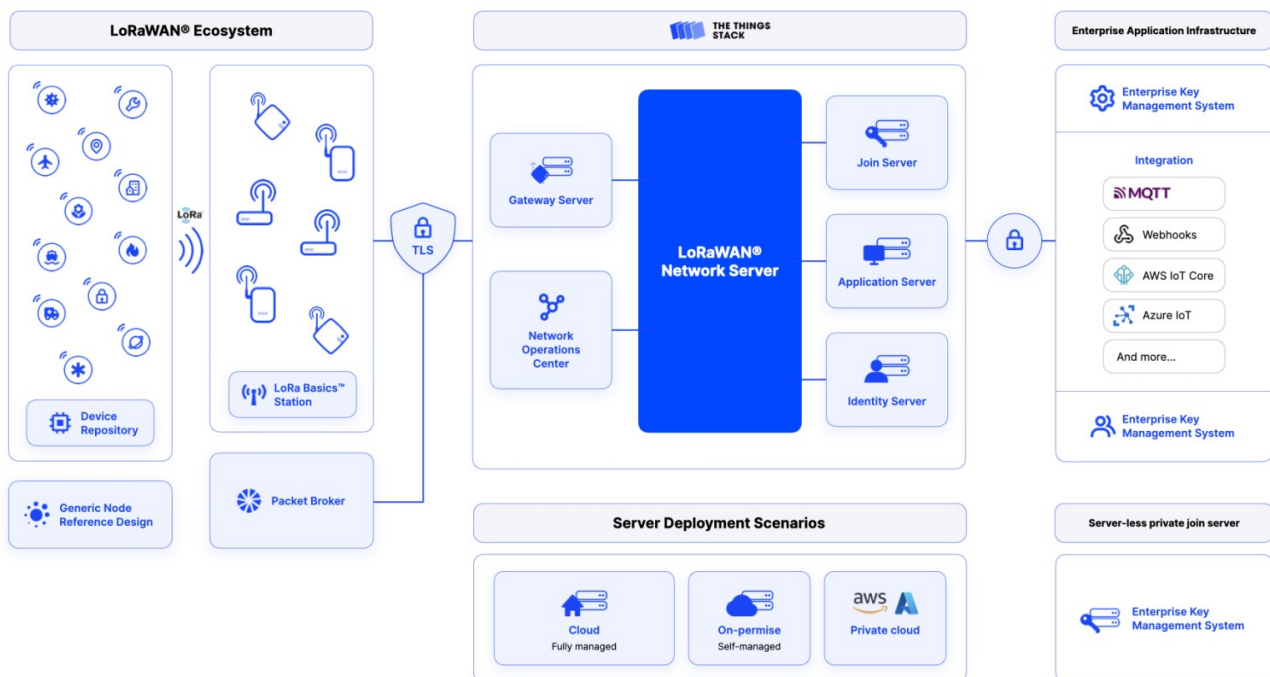 LoRaWAN® Ecosystem
LoRa
Device
Repository
LoRa Basics™
Station
Generic Node
Reference Design
Packet Broker
TLS
THE THINGS
STACK
Gateway Server
Network
Operations
Center
LoRaWAN®
Network Server
Join Server
Application Server
Identity Server
Server Deployment Scenarios
Cloud
Fully managed
On-permise
Self-managed
aws
Private cloud
Enterprise Application Infrastructure
Enterprise Key
Management System
Integration
MQTT
Webhooks
AWS IoT Core
Azure IoT
And more...
Enterprise Key
Management System
Server-less private join server
Enterprise Key
Management System